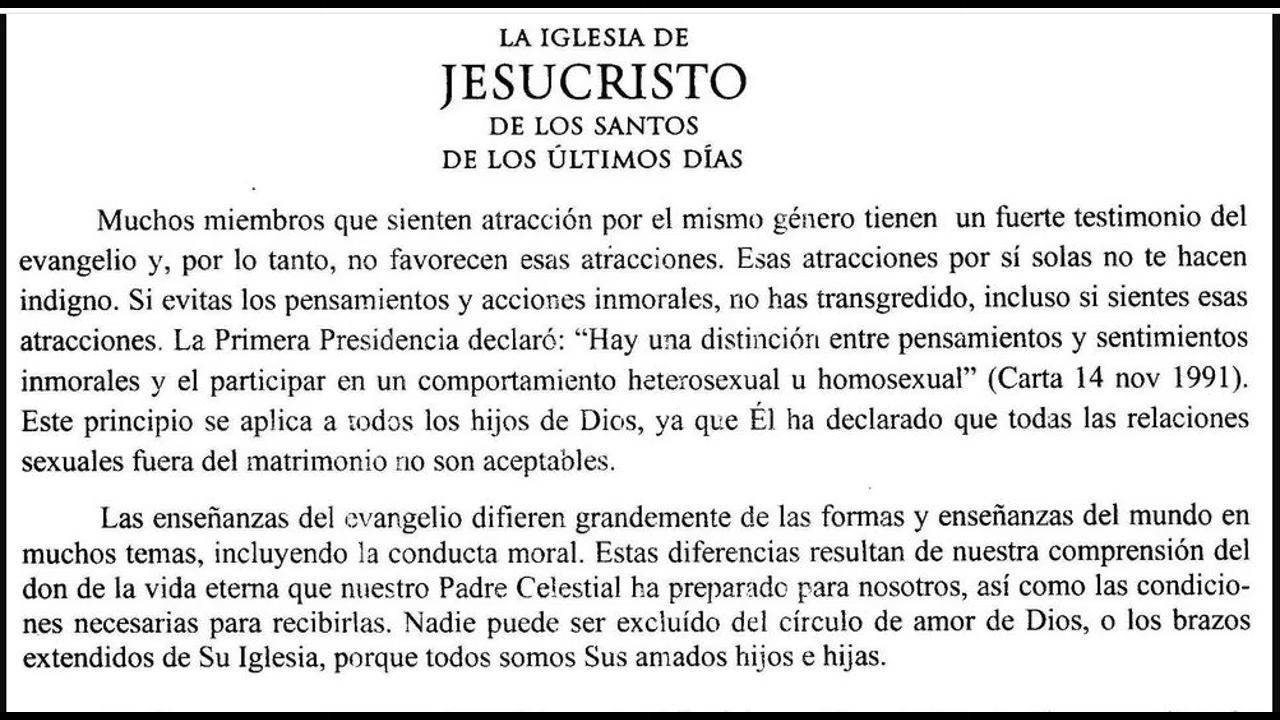 LA IGLESIA DE
JESUCRISTO
DE LOS SANTOS
DE LOS ÚLTIMOS DÍAS
Muchos miembros que sienten atracción por el mismo género tienen un fuerte testimonio del
evangelio y, por lo tanto, no favorecen esas atracciones. Esas atracciones por sí solas no te hacen
indigno. Si evitas los pensamientos y acciones inmorales, no has transgredido, incluso si sientes esas
atracciones. La Primera Presidencia declaró: “Hay una distinción entre pensamientos y sentimientos
inmorales y el participar en un comportamiento heterosexual u homosexual” (Carta 14 nov 1991).
Este principio se aplica a todos los hijos de Dios, ya que Él ha declarado que todas las relaciones
sexuales fuera del matrimonio no son aceptables.
Las enseñanzas del evangelio difieren grandemente de las formas y enseñanzas del mundo en
muchos temas, incluyendo la conducta moral. Estas diferencias resultan de nuestra comprensión del
don de la vida eterna que nuestro Padre Celestial ha preparado para nosotros, así como las condicio-
nes necesarias para recibirlas. Nadie puede ser excluído del círculo de amor de Dios, o los brazos
extendidos de Su Iglesia, porque todos somos Sus amados hijos e hijas.